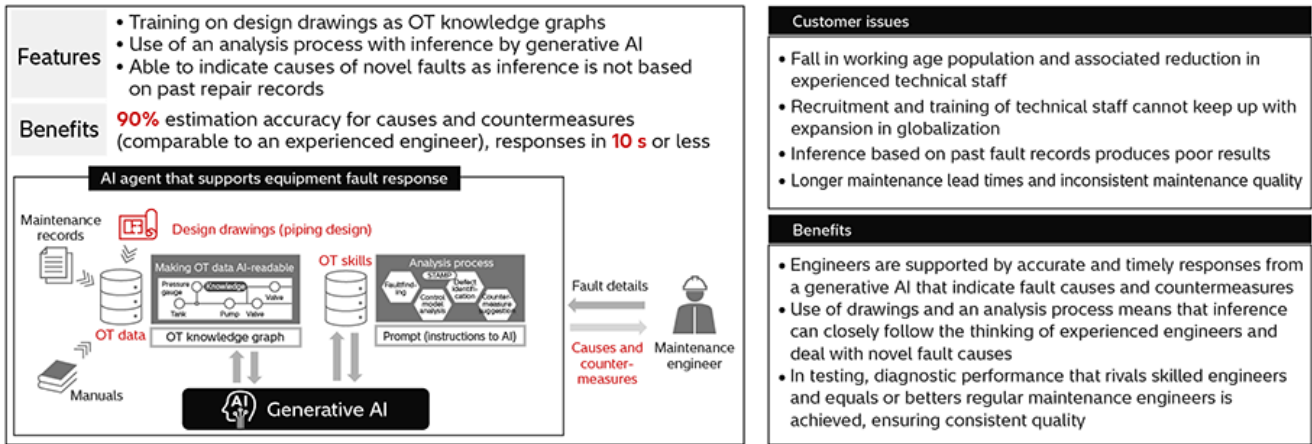 Features
• Training on design drawings as OT knowledge graphs
• Use of an analysis process with inference by generative AI
• Able to indicate causes of novel faults as inference is not based
on past repair records
Benefits
90% estimation accuracy for causes and countermeasures
(comparable to an experienced engineer), responses in 10 s or less
AI agent that supports equipment fault response
Maintenance
records
Design drawings (piping design)
OT data
Manuals
Making OT data AI-readable
Pressure
gauge
Knowledge
Valve
Tank
Pump
Valve
OT knowledge graph
OT skills
Analysis process
STAMP
Faultfind-
ing
Control
model
analysis
Defect
identifi-
cation
Counter-
measure
suggestion
Prompt (instructions to AI)
AI
Generative AI
Fault details
Causes and
counter-
measures
Maintenance
engineer
Customer issues
• Fall in working age population and associated reduction in
experienced technical staff
• Recruitment and training of technical staff cannot keep up with
expansion in globalization
• Inference based on past fault records produces poor results
• Longer maintenance lead times and inconsistent maintenance quality
Benefits
• Engineers are supported by accurate and timely responses from
a generative AI that indicate fault causes and countermeasures
• Use of drawings and an analysis process means that inference
can closely follow the thinking of experienced engineers and
deal with novel fault causes
• In testing, diagnostic performance that rivals skilled engineers
and equals or betters regular maintenance engineers is
achieved, ensuring consistent quality